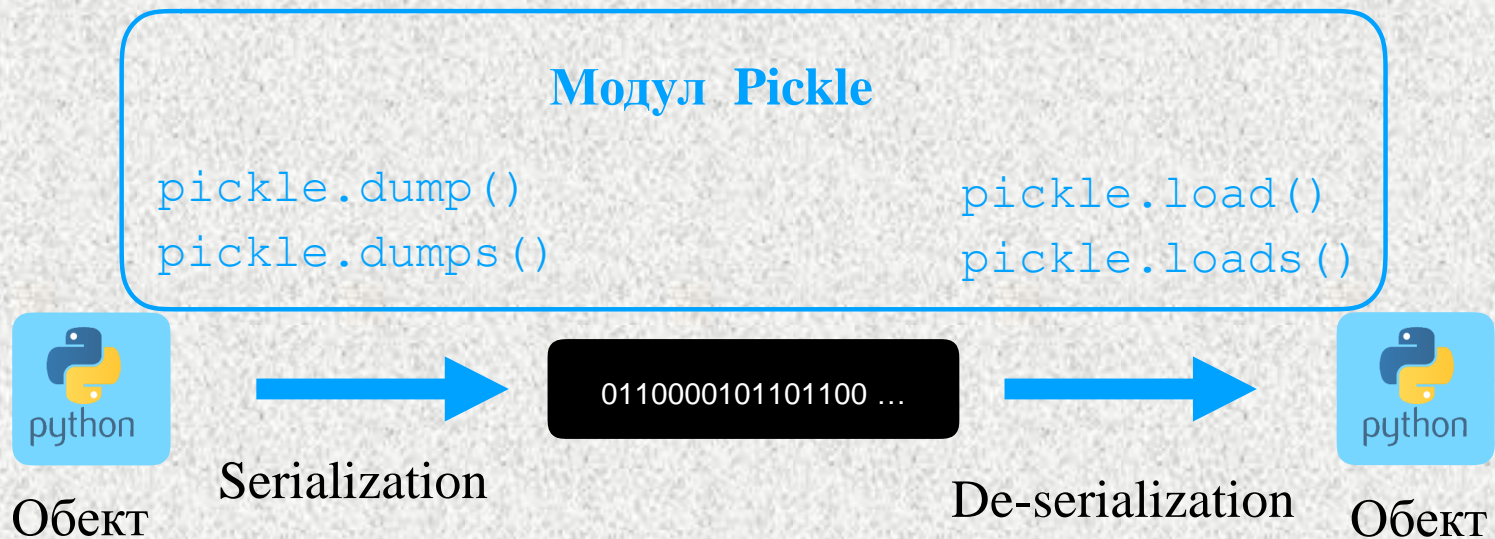 Модул Pickle
pickle.dump()
pickle.dumps()
pickle.load()
pickle.loads()
python
0110000101101100 …
python
Serialization
De-serialization
Обект
Обект